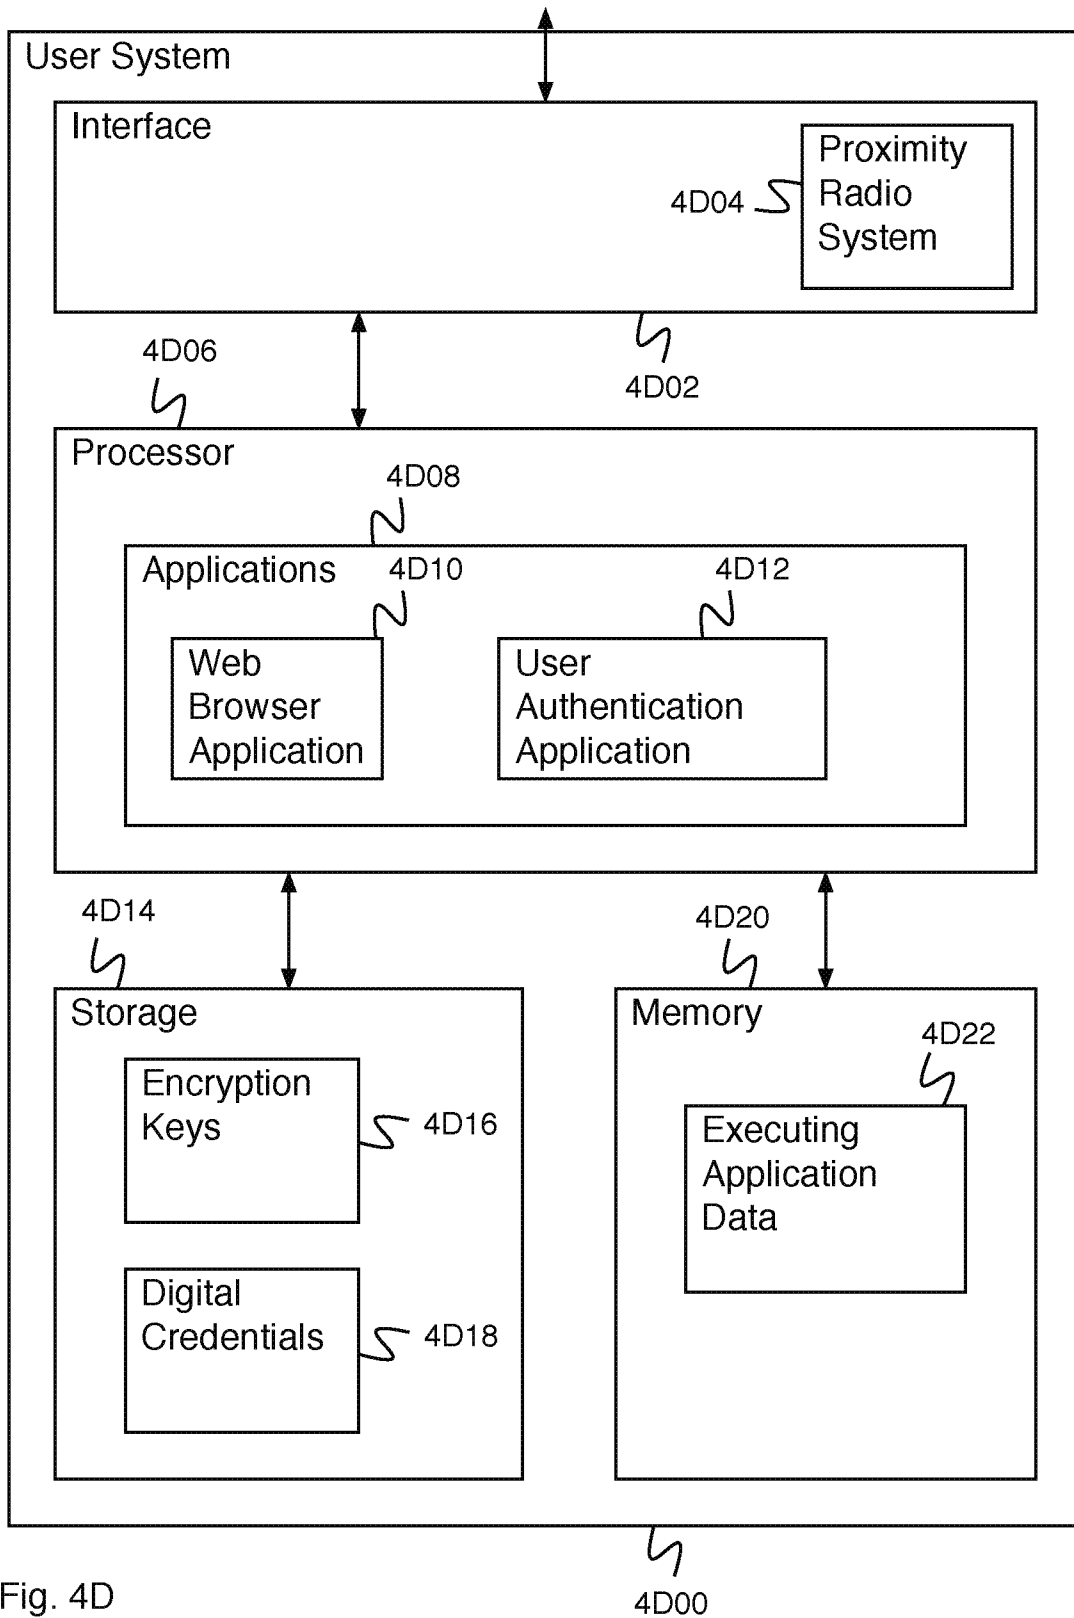 User System
Interface
Proximity
Radio
System
4D04
4D06
4D02
Processor
4D08
Applications
4D10
4D12
Web
Browser
Application
User
Authentication
Application
4D14
4D20
Storage
Memory
4D22
Encryption
Keys
4D16
Executing
Application
Data
Digital
Credentials
4D18
Fig. 4D
4D00